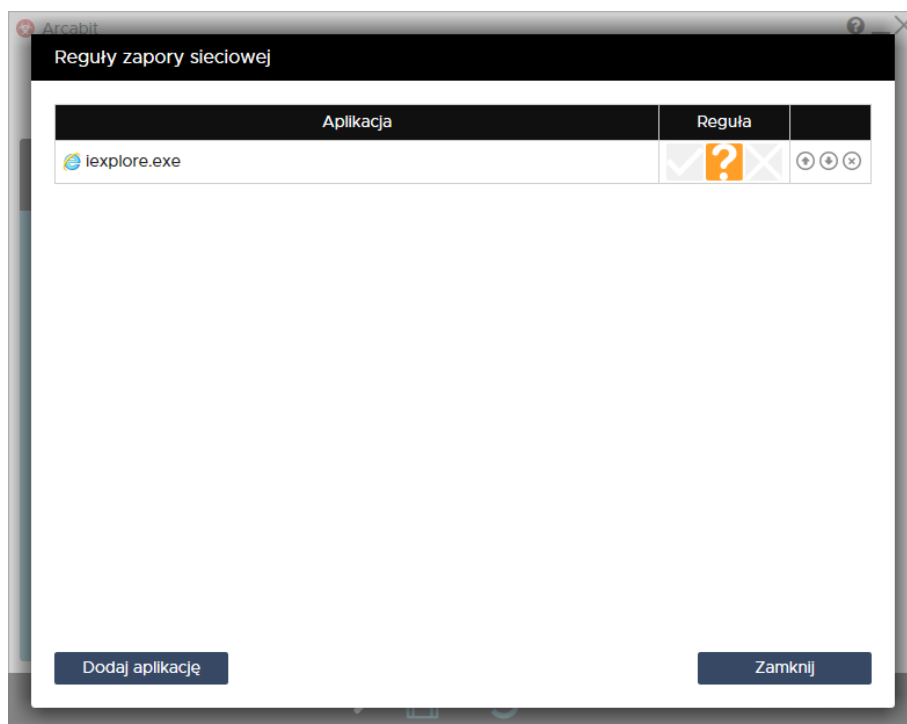 Arcabit
Reguły zapory sieciowej
Aplikacja Reguła
iexplore.exe
Dodaj aplikację Zamknij